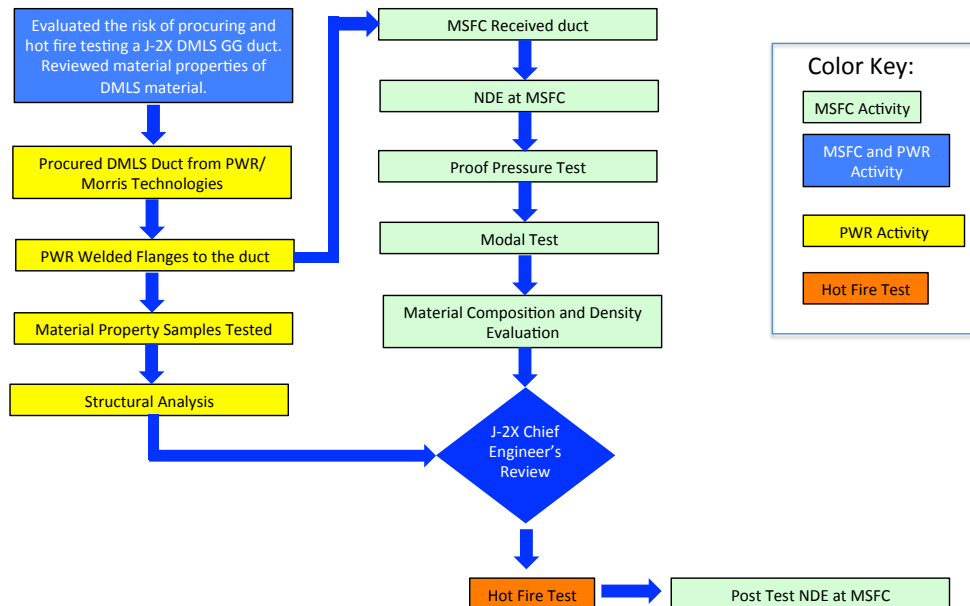 Evaluated the risk of procuring and
hot fire testing a J-2X DMLS GG duct.
Reviewed material properties of
DMLS material.
Procured DMLS Duct from PWR/
Morris Technologies
PWR Welded Flanges to the duct
Material Property Samples Tested
Structural Analysis
MSFC Received duct
NDE at MSFC
Proof Pressure Test
Modal Test
Material Composition and Density
Evaluation
J-2X Chief
Engineer's
Review
Hot Fire Test
Post Test NDE at MSFC
Color Key:
MSFC Activity
MSFC and PWR
Activity
PWR Activity
Hot Fire Test